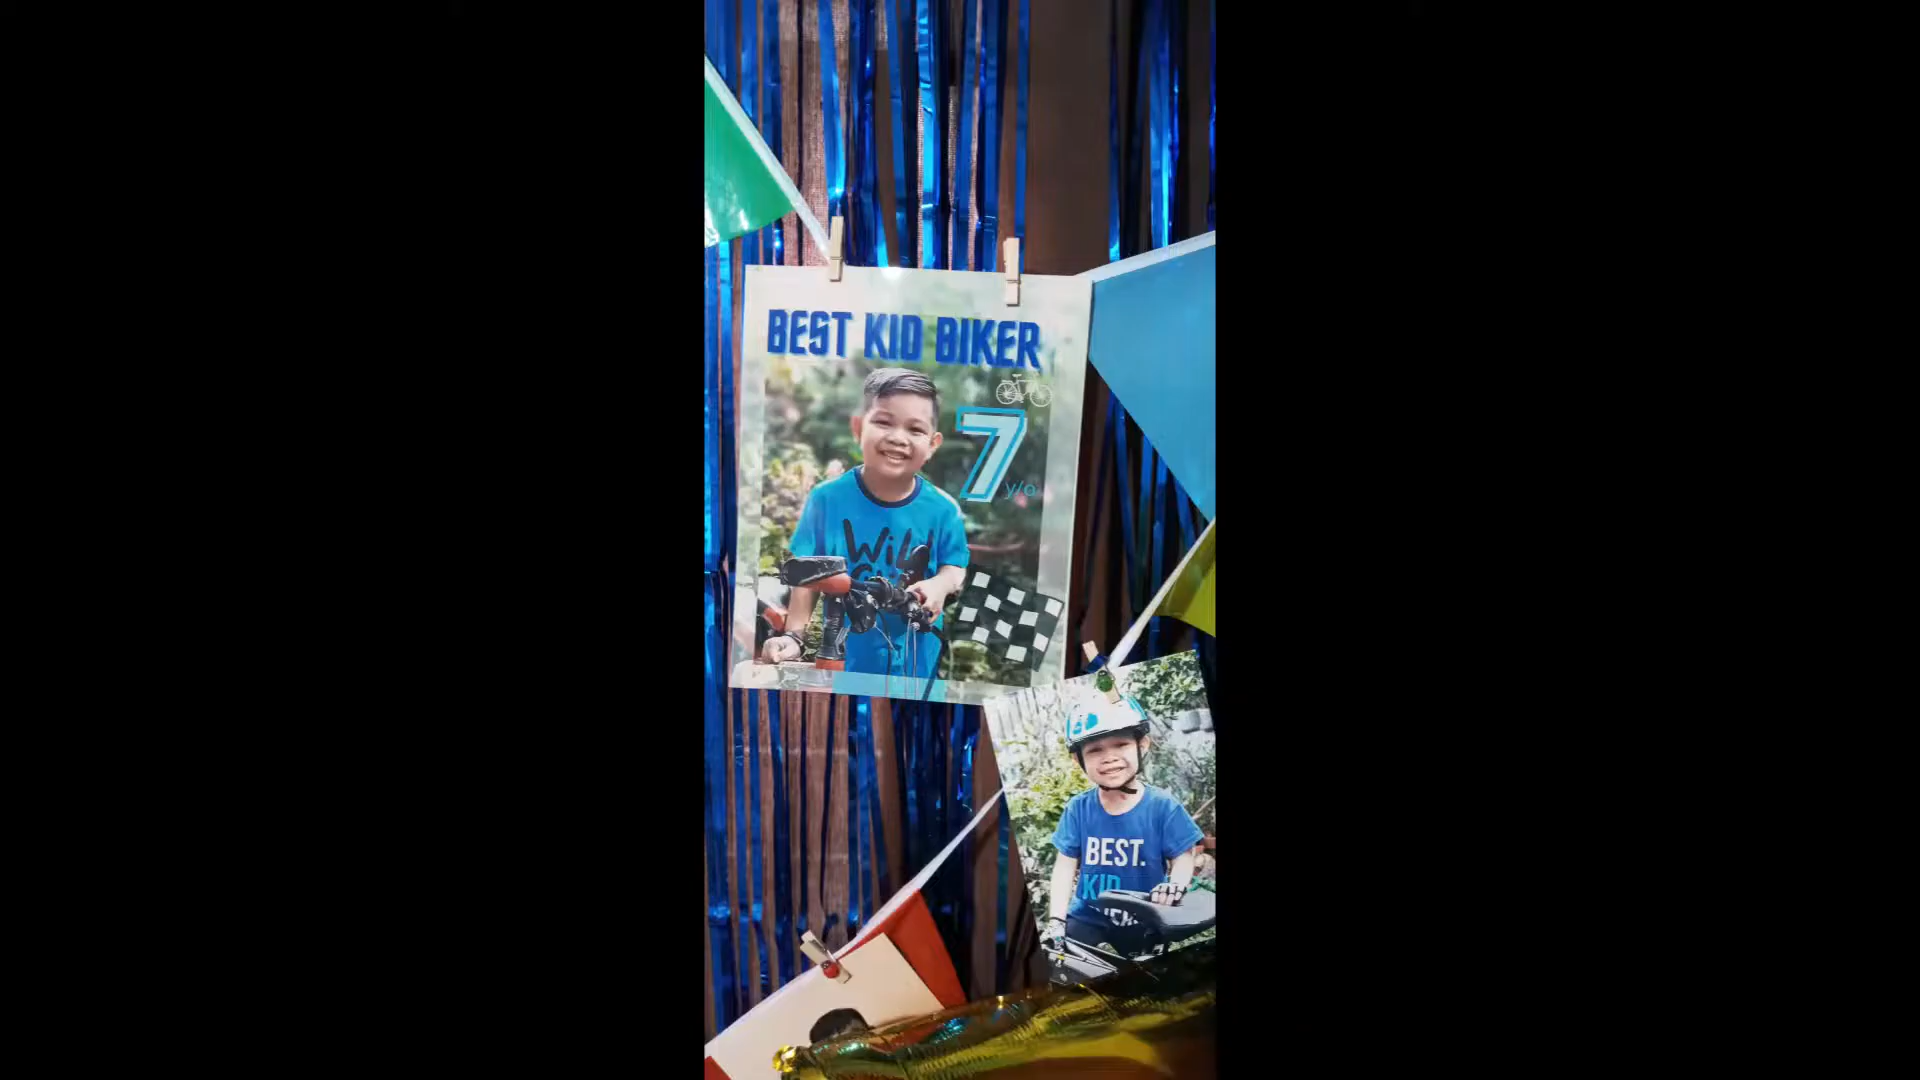 BEST KID BIKER
7
y/o
Wild
BEST.
KID